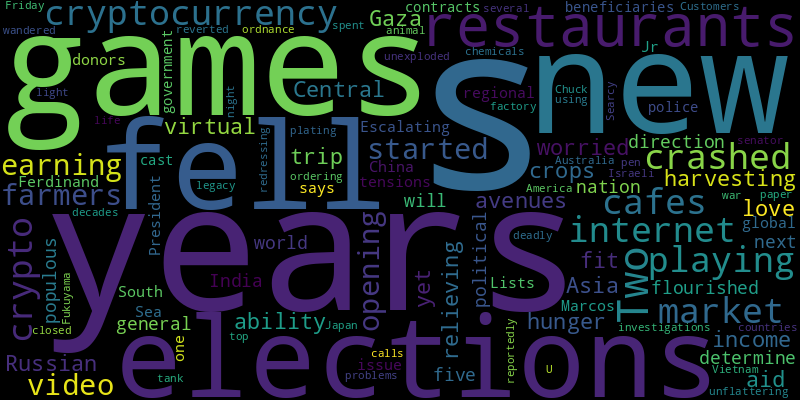 Friday
cryptocurrency
contracts
several
beneficiaries
Customers
wandered
reverted
ordnance
spent
Gaza
restaurants
games
s
new
donors
government
animal
unexploded
chemicals
Jr
light
night
Central
regional
factory
Chuck
using
Searcy
police
life
fell
virtual
redressing
plating
Escalating
started
worried
direction
senator
earning
cast
trip
China
tensions
Australia
pen
Israeli
crashed
farmers
Ferdinand
legacy
ordering
says
will
crops
America
nation
war
paper
harvesting
decades
President
years
avenues
cafes
love
crypto
populous
Fukuyama
closed
world
opening
yet
relieving
political
deadly
internet
global
next
India
Lists
Asia
fit
Two
playing
South
Sea
general
ability
Japan
top
hunger
Marcos
flourished
market
investigations
countries
Russian
one
elections
calls
issue
problems
five
reportedly
U
income
determine
video
tank
aid
Vietnam
unflattering